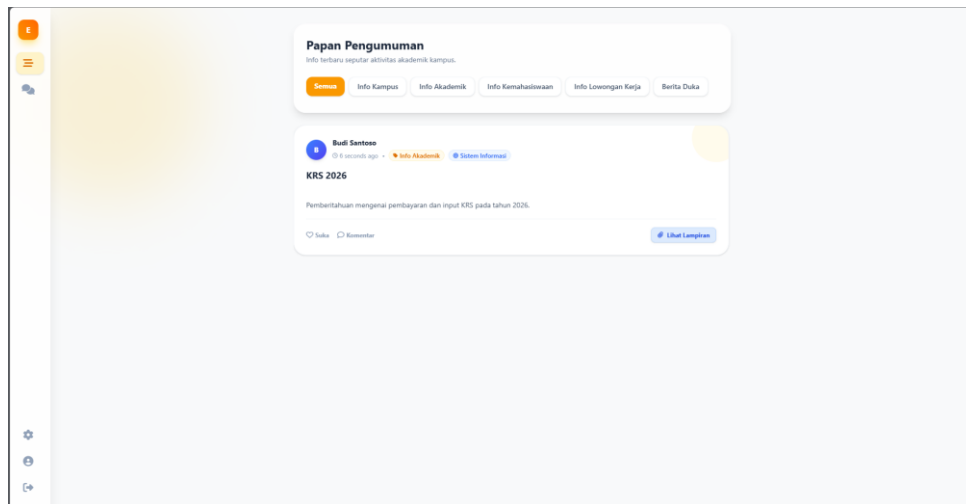 E
Papan Pengumuman
Info terbaru seputar aktivitas akademik kampus.
Semua Info Kampus Info Akademik Info Kemahasiswaan Info Lowongan Kerja Berita Duka
B
Budi Santoso
6 seconds ago • Info Akademik Sistem Informasi
KRS 2026
Pemberitahuan mengenai pembayaran dan input KRS pada tahun 2026.
Suka Komentar Lihat Lampiran